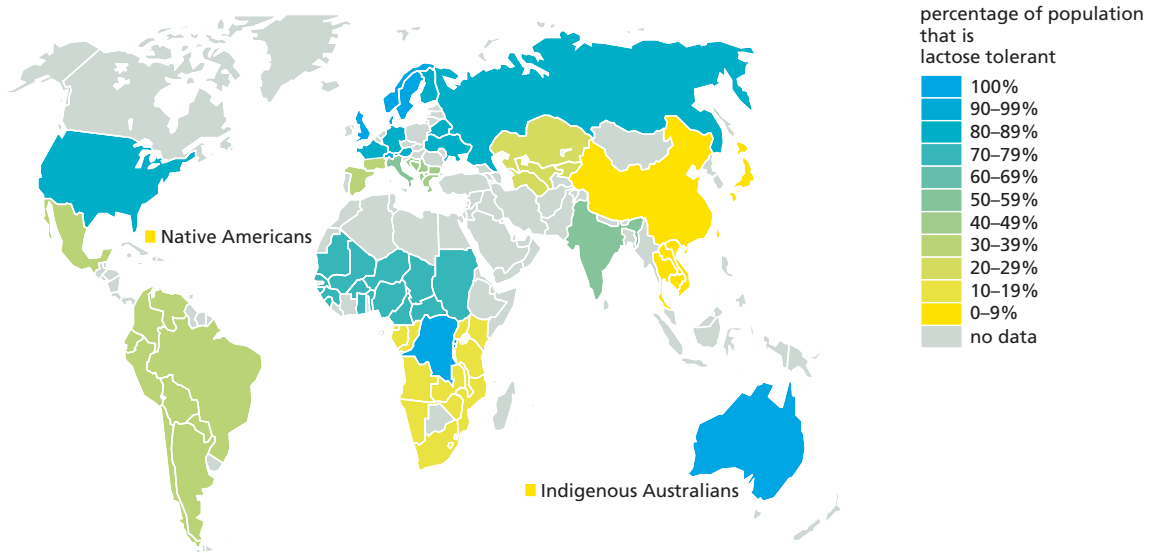 percentage of population
that is
lactose tolerant
100%
90–99%
80–89%
70–79%
60–69%
50–59%
40–49%
30–39%
20–29%
10–19%
0–9%
no data
Native Americans
Indigenous Australians